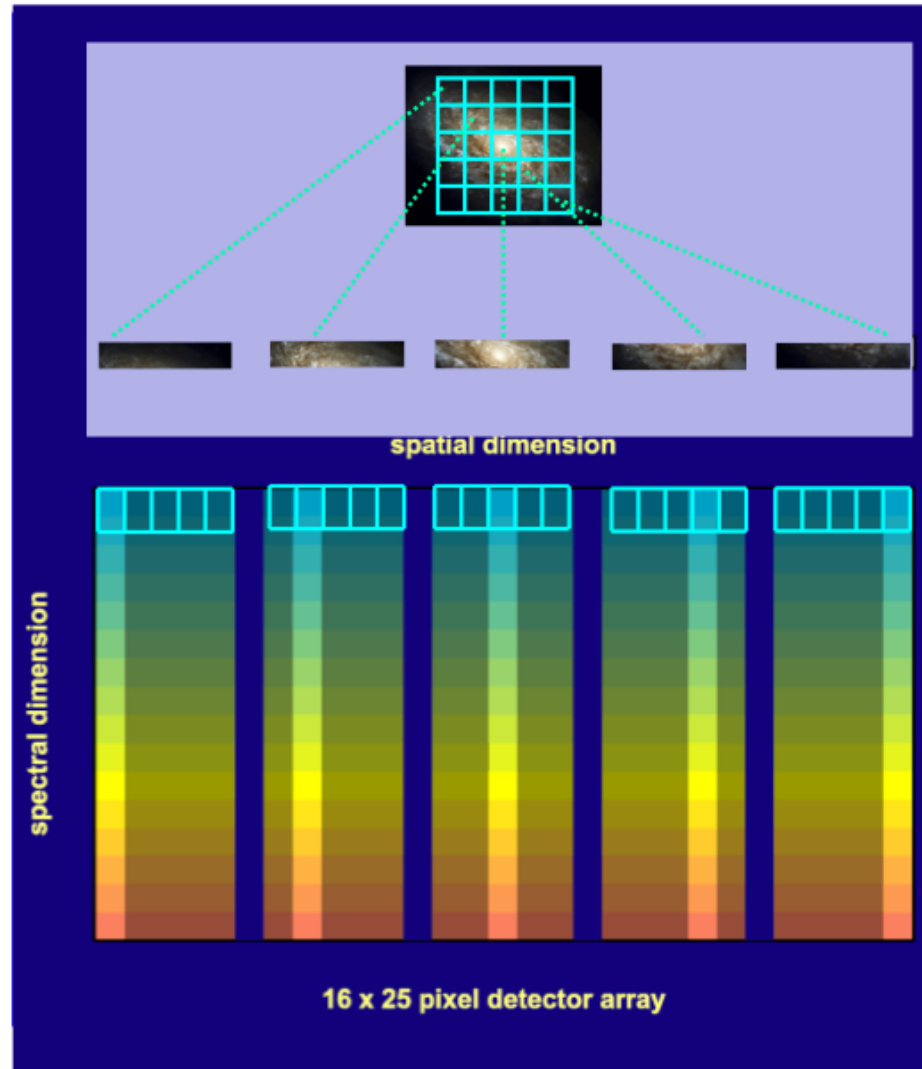 spatial dimension
spectral dimension
16 x 25 pixel detector array